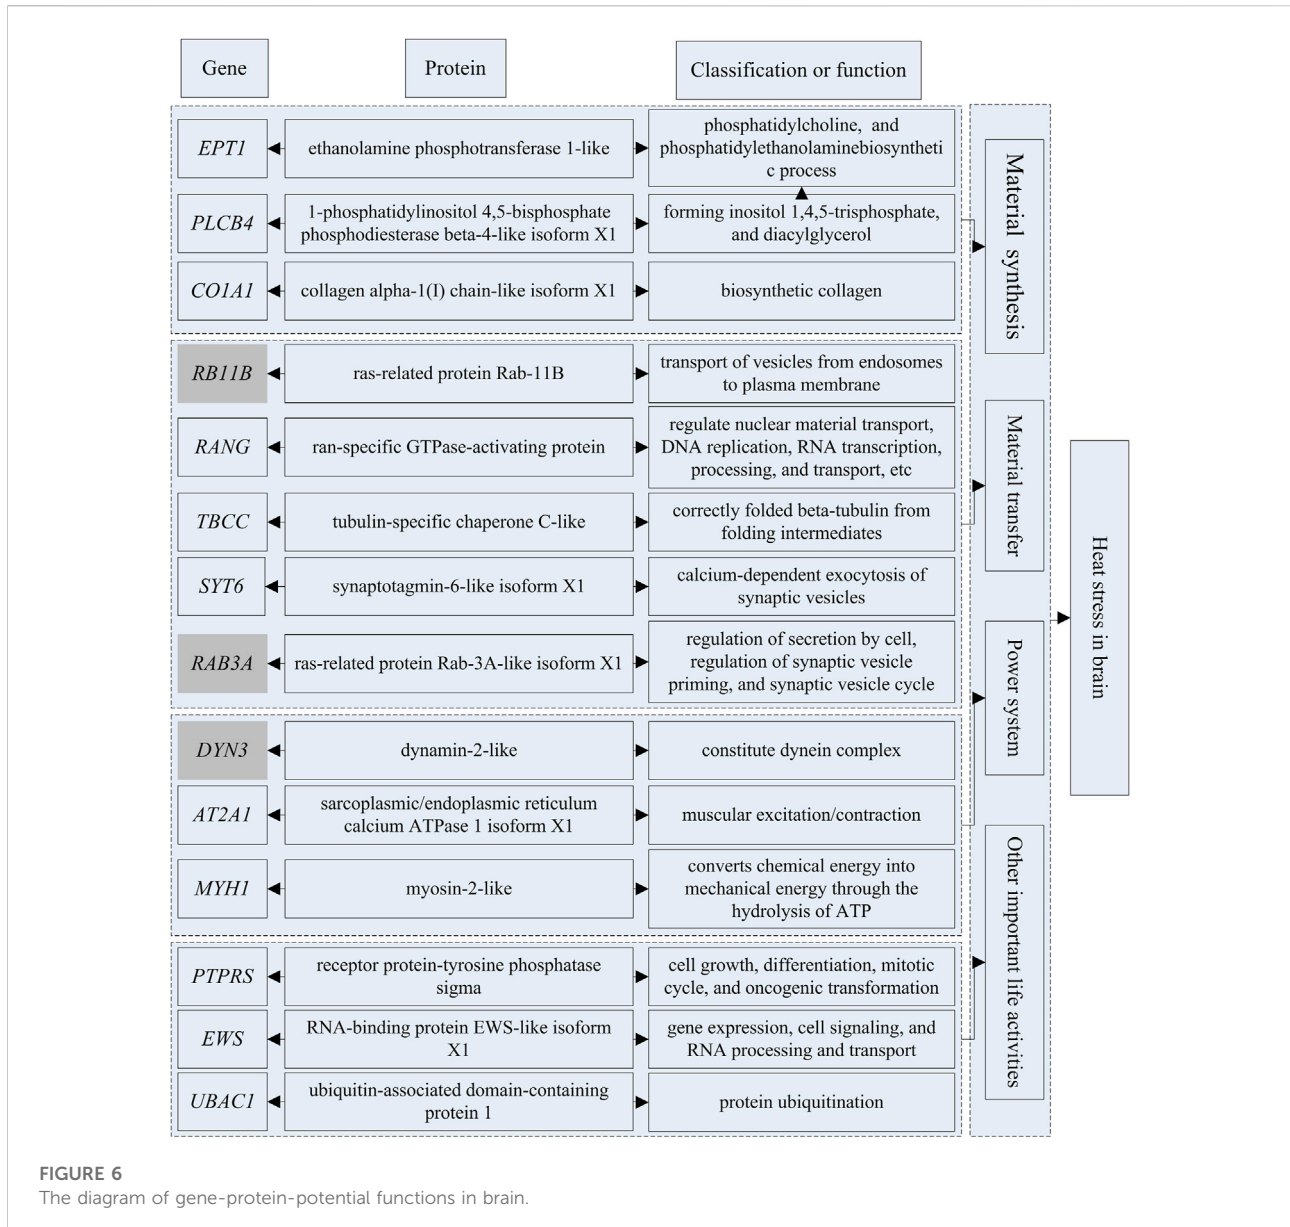 Gene
Protein
Classification or function
EPT1
ethanolamine phosphotransferase 1-like
phosphatidylcholine, and
phosphatidylethanolaminebiosyntheti
c process
PLCB4
1-phosphatidylinositol 4,5-bisphosphate
phosphodiesterase beta-4-like isoform X1
forming inositol 1,4,5-trisphosphate,
and diacylglycerol
CO1A1
collagen alpha-1(I) chain-like isoform X1
biosynthetic collagen
Material synthesis
RB11B
ras-related protein Rab-11B
transport of vesicles from endosomes
to plasma membrane
RANG
ran-specific GTPase-activating protein
regulate nuclear material transport,
DNA replication, RNA transcription,
processing, and transport, etc
TBCC
tubulin-specific chaperone C-like
correctly folded beta-tubulin from
folding intermediates
SYT6
synaptotagmin-6-like isoform X1
calcium-dependent exocytosis of
synaptic vesicles
RAB3A
ras-related protein Rab-3A-like isoform X1
regulation of secretion by cell,
regulation of synaptic vesicle
priming, and synaptic vesicle cycle
Material transfer
DYN3
dynamin-2-like
constitute dynein complex
AT2A1
sarcoplasmic/endoplasmic reticulum
calcium ATPase 1 isoform X1
muscular excitation/contraction
MYH1
myosin-2-like
converts chemical energy into
mechanical energy through the
hydrolysis of ATP
Power system
PTPRS
receptor protein-tyrosine phosphatase
sigma
cell growth, differentiation, mitotic
cycle, and oncogenic transformation
EWS
RNA-binding protein EWS-like isoform
X1
gene expression, cell signaling, and
RNA processing and transport
UBAC1
ubiquitin-associated domain-containing
protein 1
protein ubiquitination
Other important life activities
Heat stress in brain
FIGURE 6
The diagram of gene-protein-potential functions in brain.